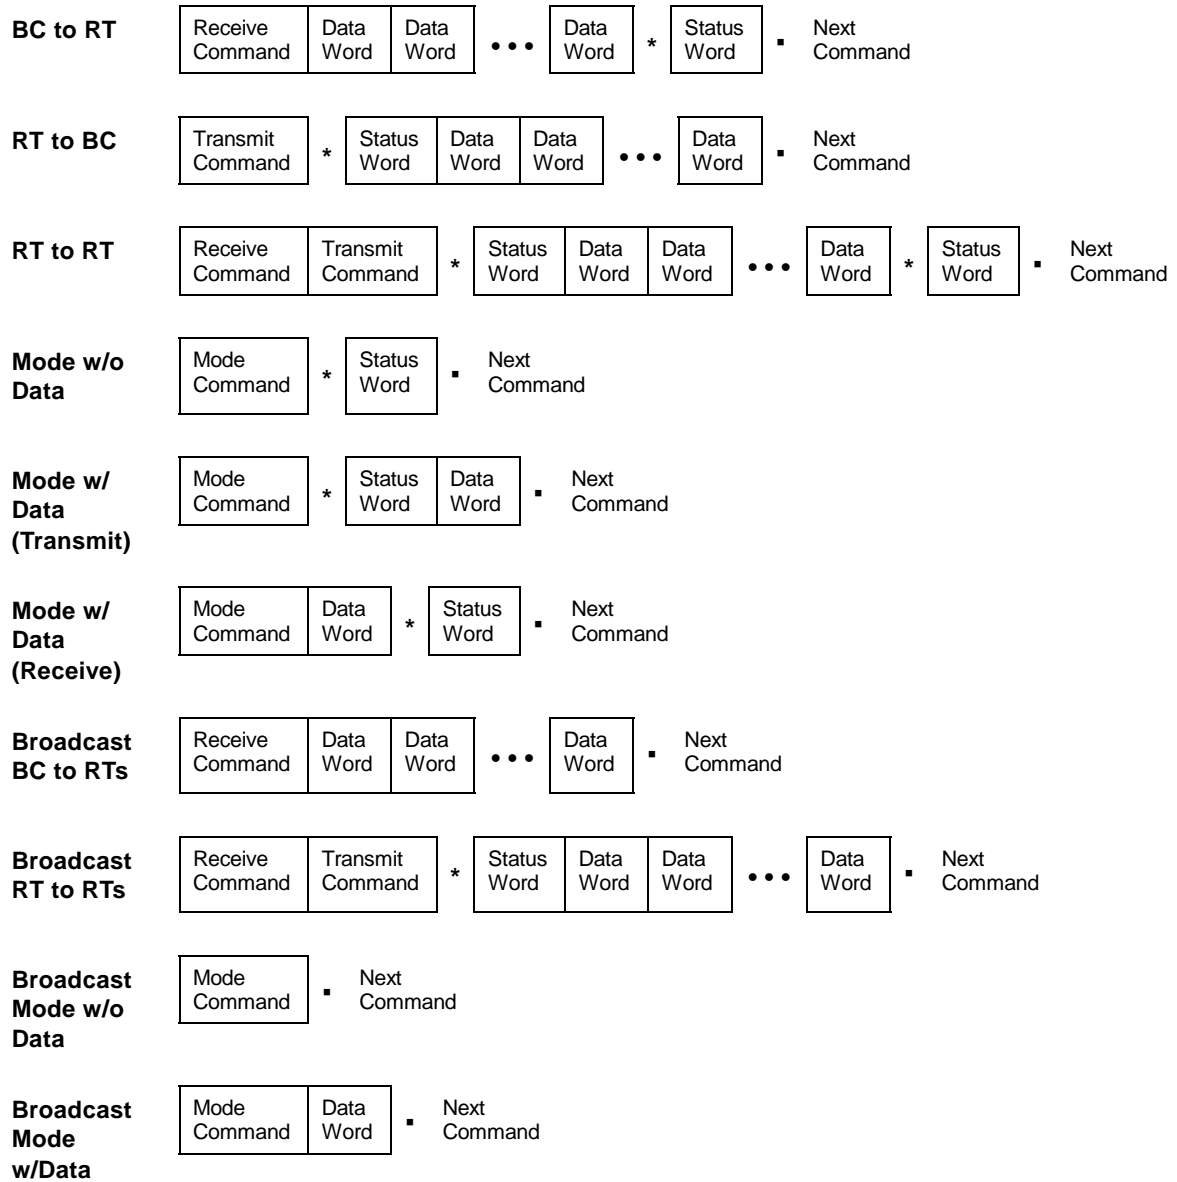 BC to RT
Receive Command Data Word Data Word • • • Data Word * Status Word ▪ Next Command
RT to BC
Transmit Command * Status Word Data Word Data Word • • • Data Word ▪ Next Command
RT to RT
Receive Command Transmit Command * Status Word Data Word Data Word • • • Data Word * Status Word ▪ Next Command
Mode w/o Data
Mode Command * Status Word ▪ Next Command
Mode w/ Data (Transmit)
Mode Command * Status Word Data Word ▪ Next Command
Mode w/ Data (Receive)
Mode Command Data Word * Status Word ▪ Next Command
Broadcast BC to RTs
Receive Command Data Word Data Word • • • Data Word ▪ Next Command
Broadcast RT to RTs
Receive Command Transmit Command * Status Word Data Word Data Word • • • Data Word ▪ Next Command
Broadcast Mode w/o Data
Mode Command ▪ Next Command
Broadcast Mode w/Data
Mode Command Data Word ▪ Next Command